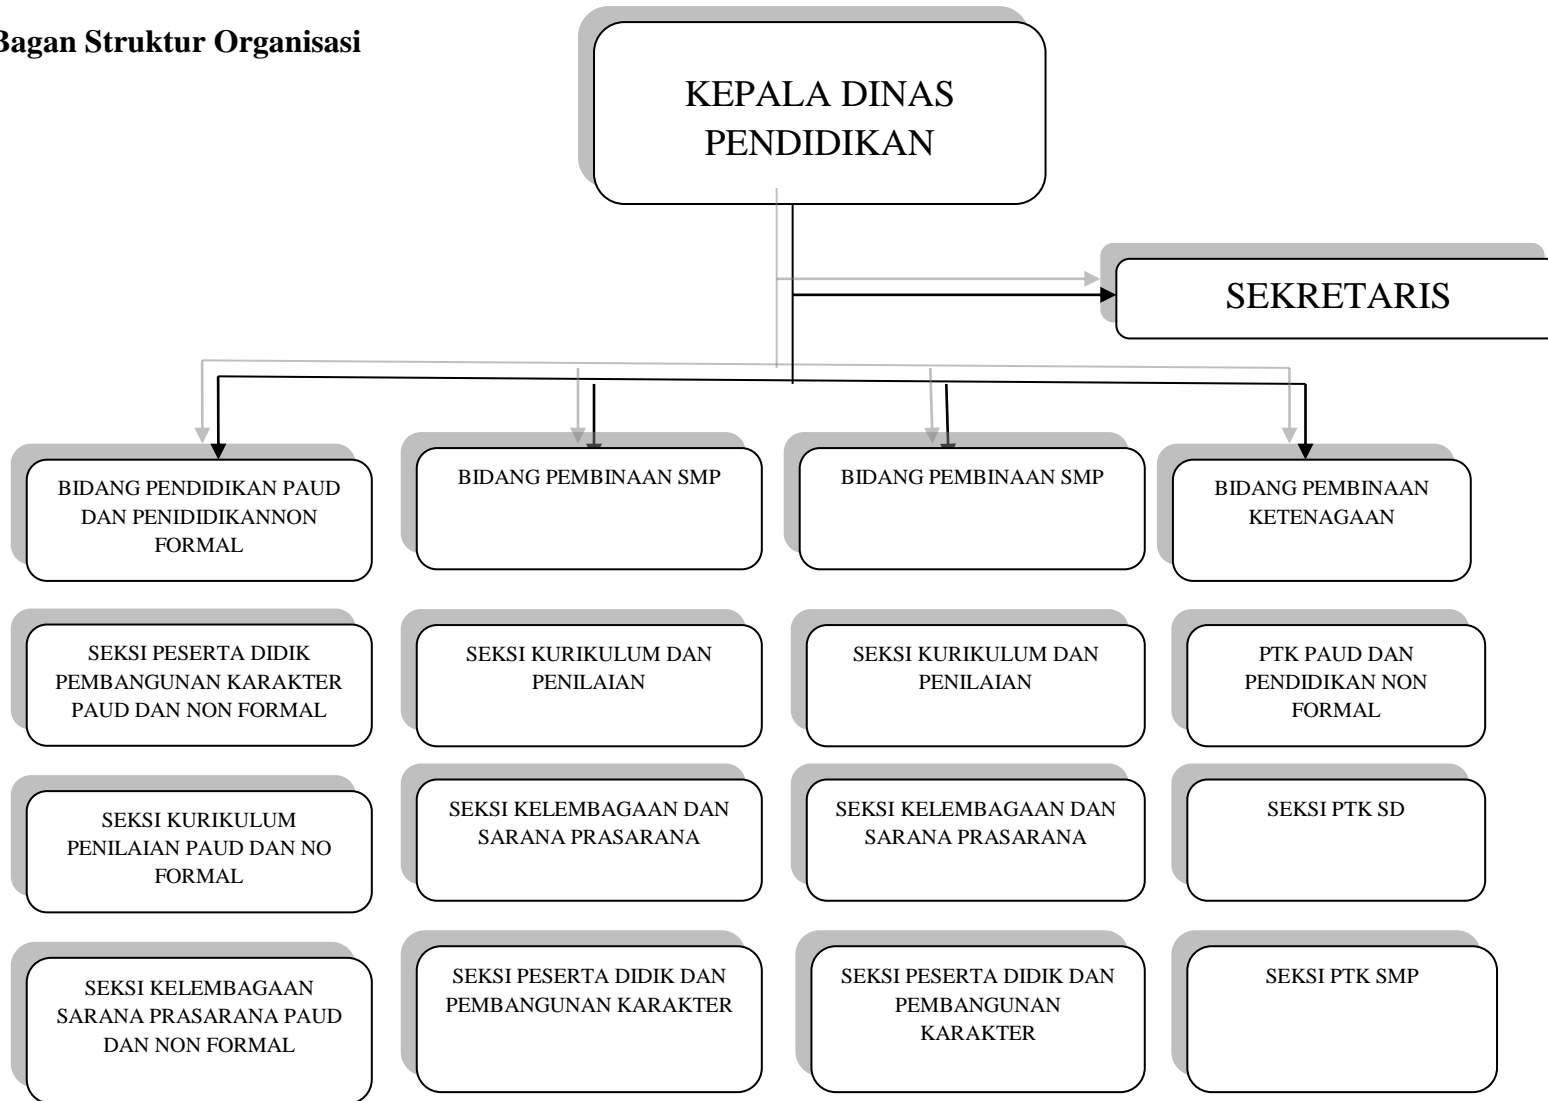 Bagan Struktur Organisasi
KEPALA DINAS
PENDIDIKAN
SEKRETARIS
BIDANG PENDIDIKAN PAUD
DAN PENIDIDIKANNON
FORMAL
BIDANG PEMBINAAN SMP
BIDANG PEMBINAAN SMP
BIDANG PEMBINAAN
KETENAGAAN
SEKSI PESERTA DIDIK
PEMBANGUNAN KARAKTER
PAUD DAN NON FORMAL
SEKSI KURIKULUM DAN
PENILAIAN
SEKSI KURIKULUM DAN
PENILAIAN
PTK PAUD DAN
PENDIDIKAN NON
FORMAL
SEKSI KURIKULUM
PENILAIAN PAUD DAN NO
FORMAL
SEKSI KELEMBAGAAN DAN
SARANA PRASARANA
SEKSI KELEMBAGAAN DAN
SARANA PRASARANA
SEKSI PTK SD
SEKSI KELEMBAGAAN
SARANA PRASARANA PAUD
DAN NON FORMAL
SEKSI PESERTA DIDIK DAN
PEMBANGUNAN KARAKTER
SEKSI PESERTA DIDIK DAN
PEMBANGUNAN
KARAKTER
SEKSI PTK SMP